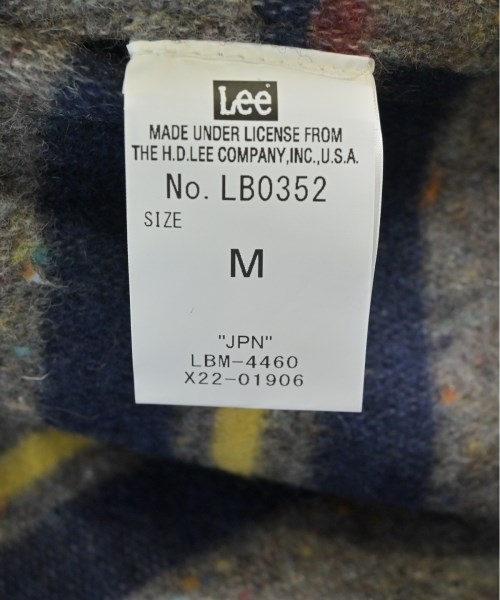 Lee
MADE UNDER LICENSE FROM
THE H.D.LEE COMPANY,INC.,U.S.A.
No. LB0352
SIZE
M
"JPN"
LBM-4460
X22-01906